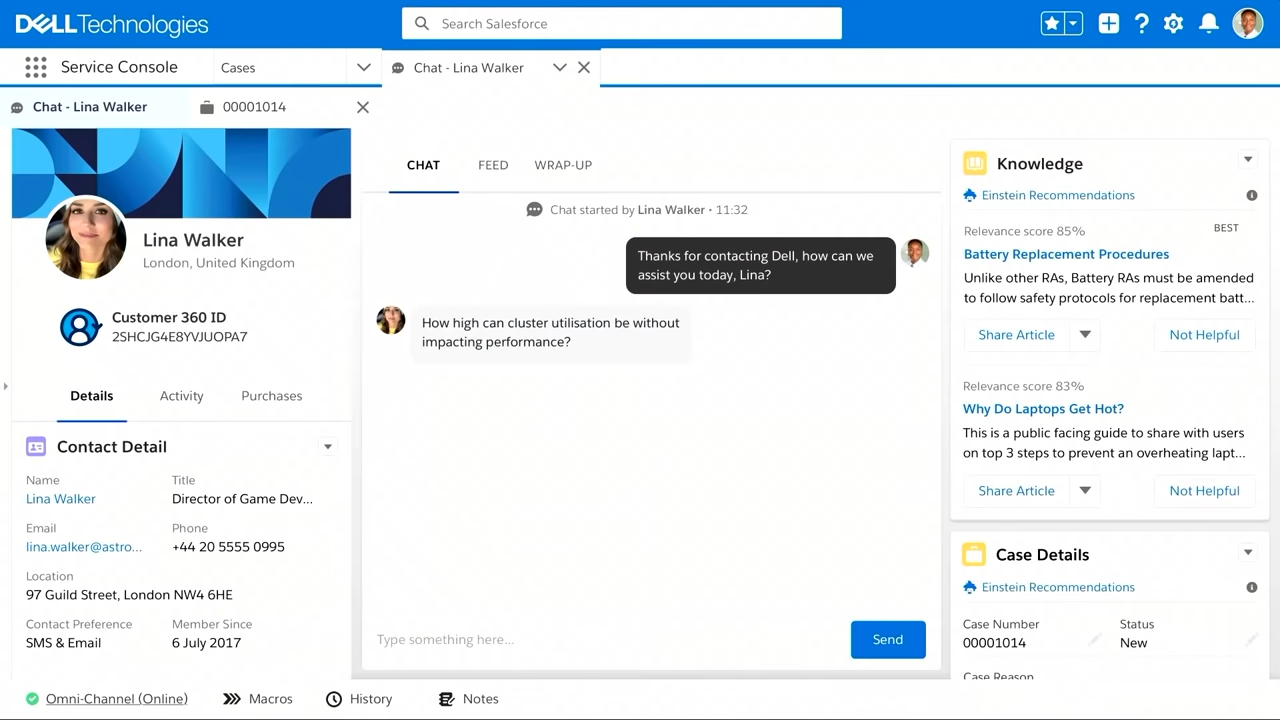 DELL Technologies
Search Salesforce
Service Console
Cases
Chat - Lina Walker
Chat - Lina Walker
00001014
Lina Walker
London, United Kingdom
Customer 360 ID
2SHCJG4E8YVJUOPA7
Details
Activity
Purchases
Contact Detail
Name
Title
Lina Walker
Director of Game Dev...
Email
Phone
lina.walker@astro...
+44 20 5555 0995
Location
97 Guild Street, London NW4 6HE
Contact Preference
Member Since
SMS & Email
6 July 2017
CHAT
FEED
WRAP-UP
Chat started by Lina Walker • 11:32
Thanks for contacting Dell, how can we
assist you today, Lina?
How high can cluster utilisation be without
impacting performance?
Type something here...
Send
Knowledge
Einstein Recommendations
Relevance score 85%
BEST
Battery Replacement Procedures
Unlike other RAs, Battery RAs must be amended
to follow safety protocols for replacement batt...
Share Article
Not Helpful
Relevance score 83%
Why Do Laptops Get Hot?
This is a public facing guide to share with users
on top 3 steps to prevent an overheating lapt...
Share Article
Not Helpful
Case Details
Einstein Recommendations
Case Number
Status
00001014
New
Case Reason
Omni-Channel (Online)
Macros
History
Notes